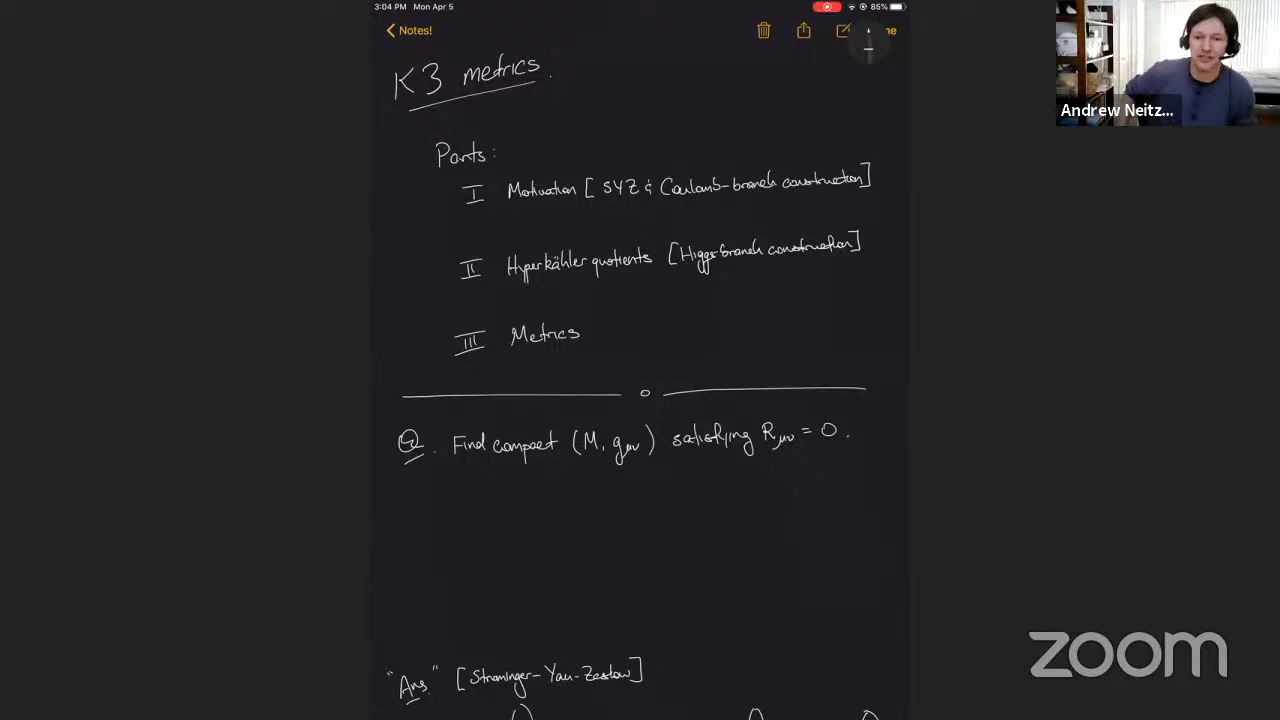 3:04 PM Mon Apr 5
85%
Notes!
K3 metrics.
Parts:
I Motivation [SYZ & Coulomb-branch construction]
II Hyperkähler quotients [Higgs-branch construction]
III Metrics
Q. Find compact (M, gμν) satisfying Rμν = 0.
"Ans." [Strominger-Yau-Zaslow]
Andrew Neitz...
zoom